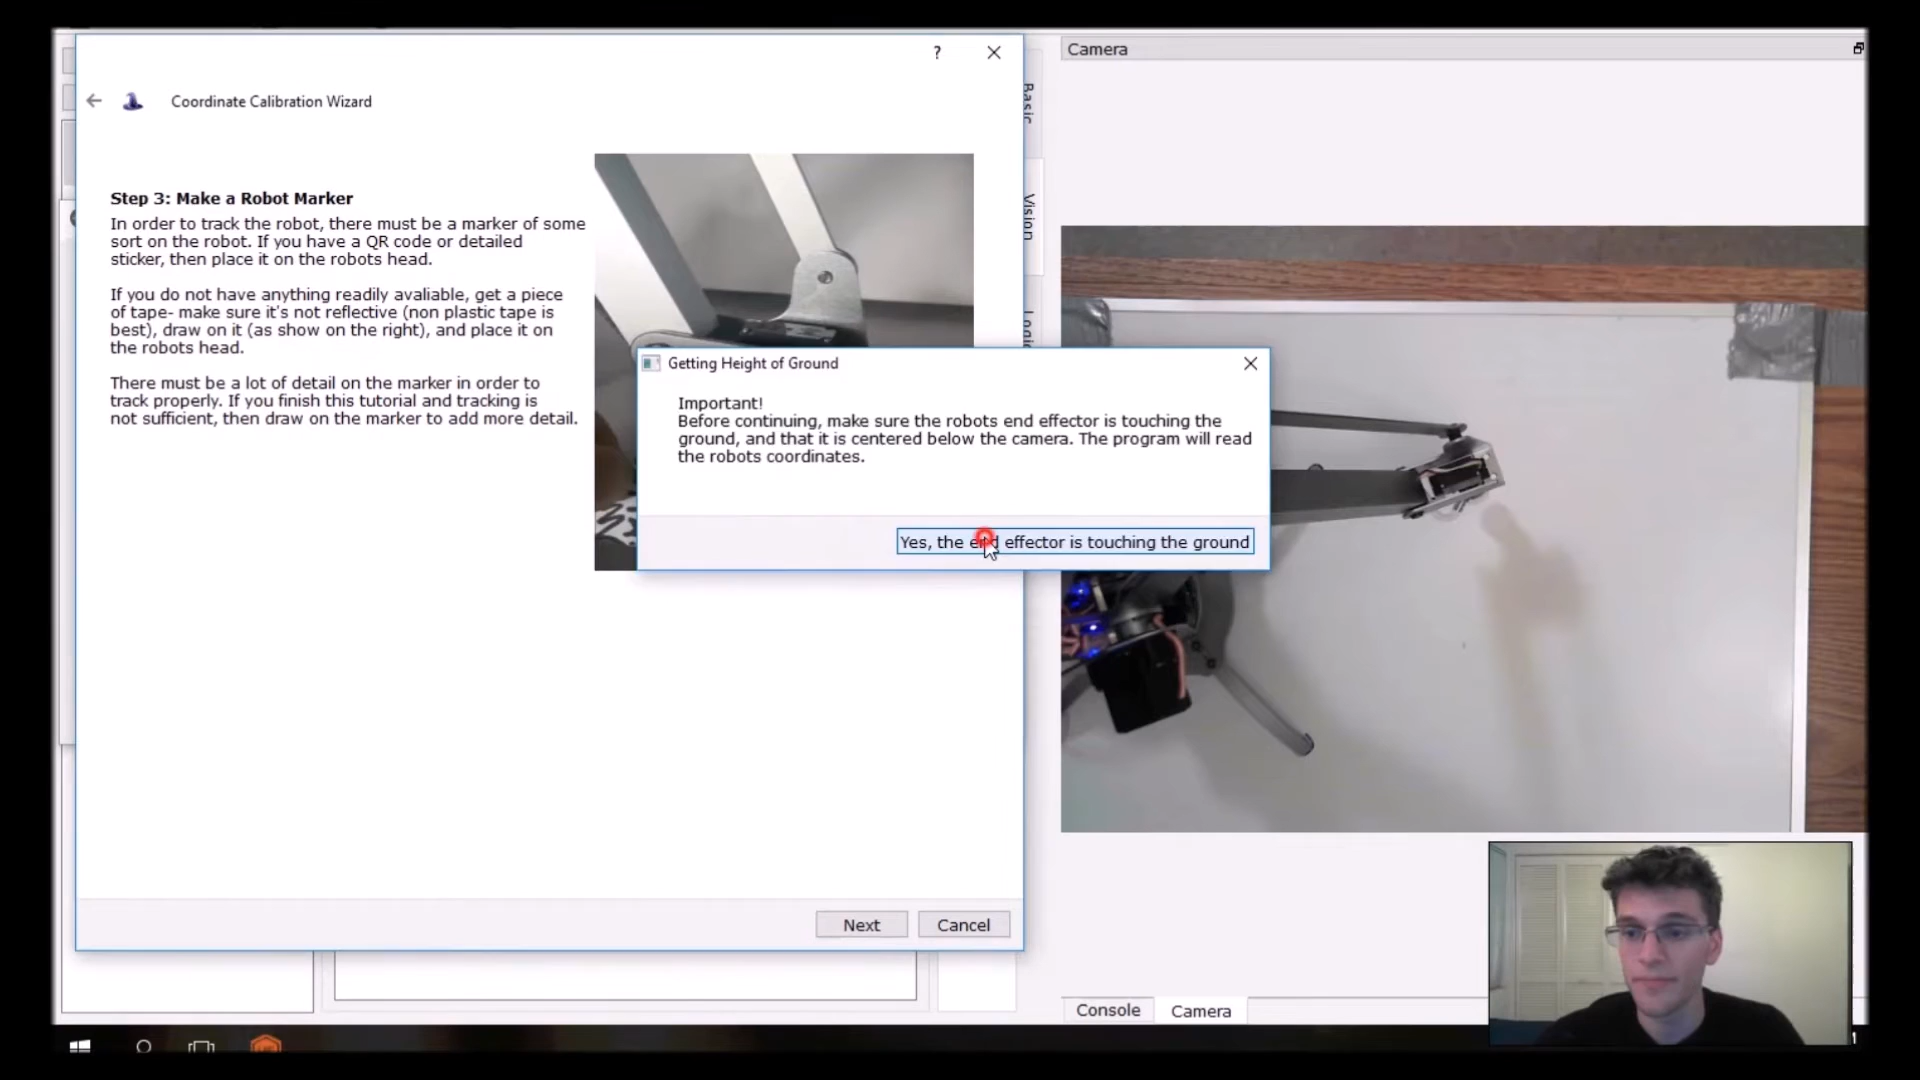 Camera
?
Coordinate Calibration Wizard
Basic
Vision
Step 3: Make a Robot Marker
In order to track the robot, there must be a marker of some
sort on the robot. If you have a QR code or detailed
sticker, then place it on the robots head.
If you do not have anything readily avaliable, get a piece
of tape- make sure it's not reflective (non plastic tape is
best), draw on it (as show on the right), and place it on
the robots head.
There must be a lot of detail on the marker in order to
track properly. If you finish this tutorial and tracking is
not sufficient, then draw on the marker to add more detail.
Getting Height of Ground
Important!
Before continuing, make sure the robots end effector is touching the
ground, and that it is centered below the camera. The program will read
the robots coordinates.
Yes, the end effector is touching the ground
Next
Cancel
Console
Camera